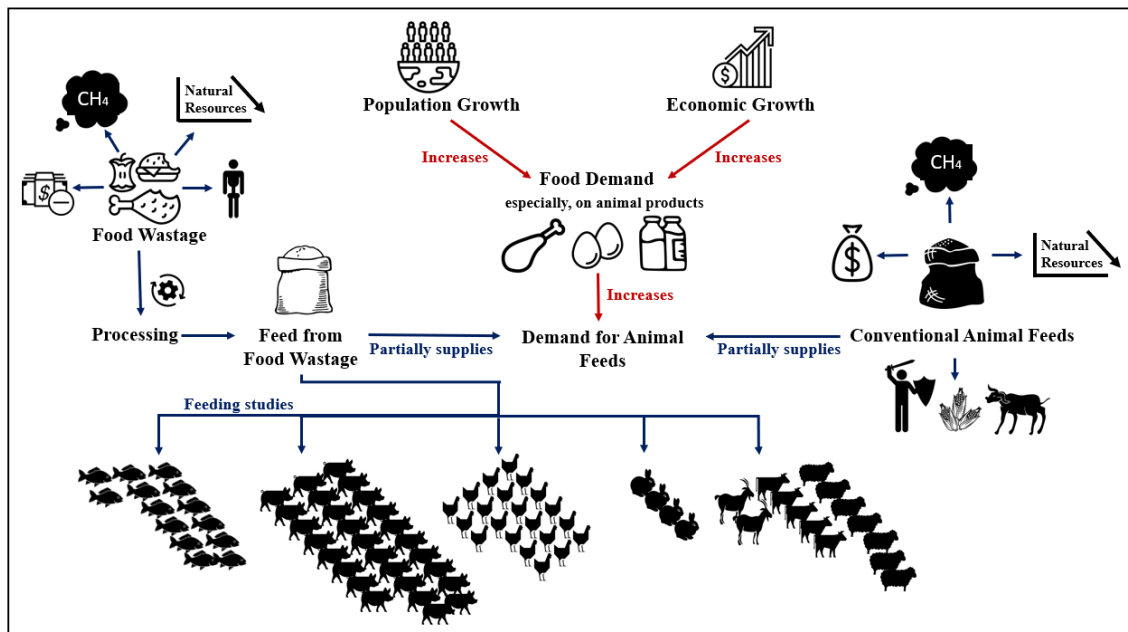 Population Growth
Economic Growth
CH4
Natural
Resources
Increases
Increases
Food Demand
especially, on animal products
CH4
Food Wastage
Natural
Resources
$
$
$
Increases
Processing
Feed from
Food Wastage
Partially supplies
Demand for Animal
Feeds
Partially supplies
Conventional Animal Feeds
Feeding studies